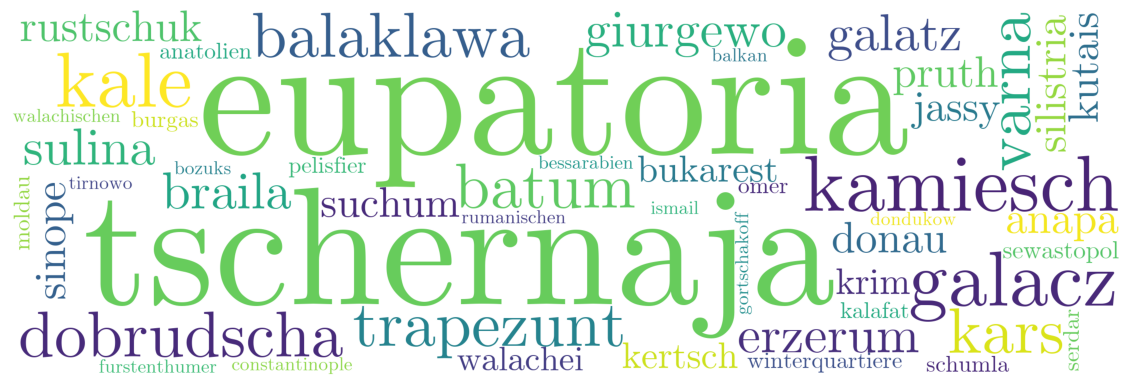 rustschuk
anatolien
balaklawa
giurgewo
balkan
galatz
varna
silistria
kutais
kale
eupatoria
pruth
jassy
walachischen
burgas
sulina
bozuks
pelisfier
bessarabien
bukarest
kamiesch
moldau
tirnowo
sinope
braila
suchum
batum
rumanischen
ismail
omer
dondukow
anapa
tschernaja
gortschakoff
donau
sewastopol
krim
galacz
kalafat
dobrudscha
trapezunt
erzerum
kars
serdar
furstenthumer
constantinople
walachei
kertsch
winterquartiere
schumla